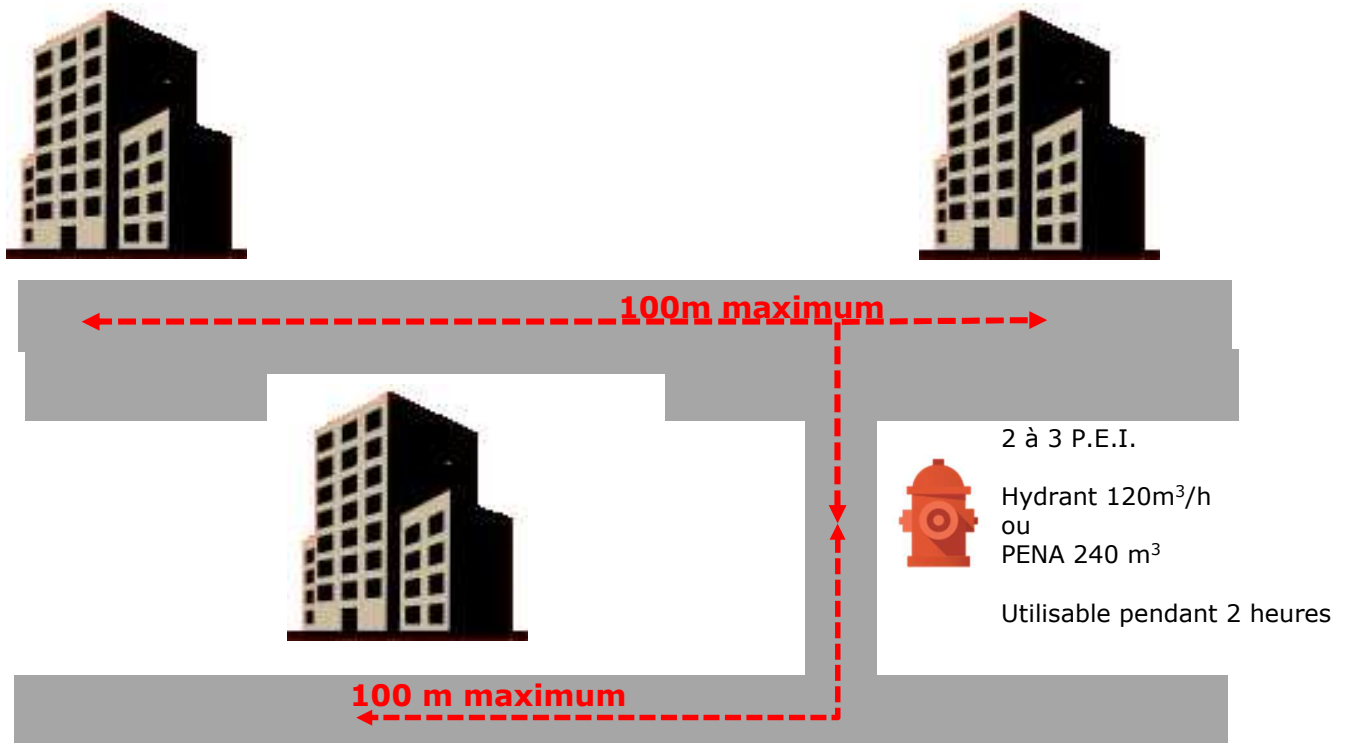 100m maximum
2 à 3 P.E.I.
Hydrant 120m³/h
ou
PENA 240 m³
Utilisable pendant 2 heures
100 m maximum